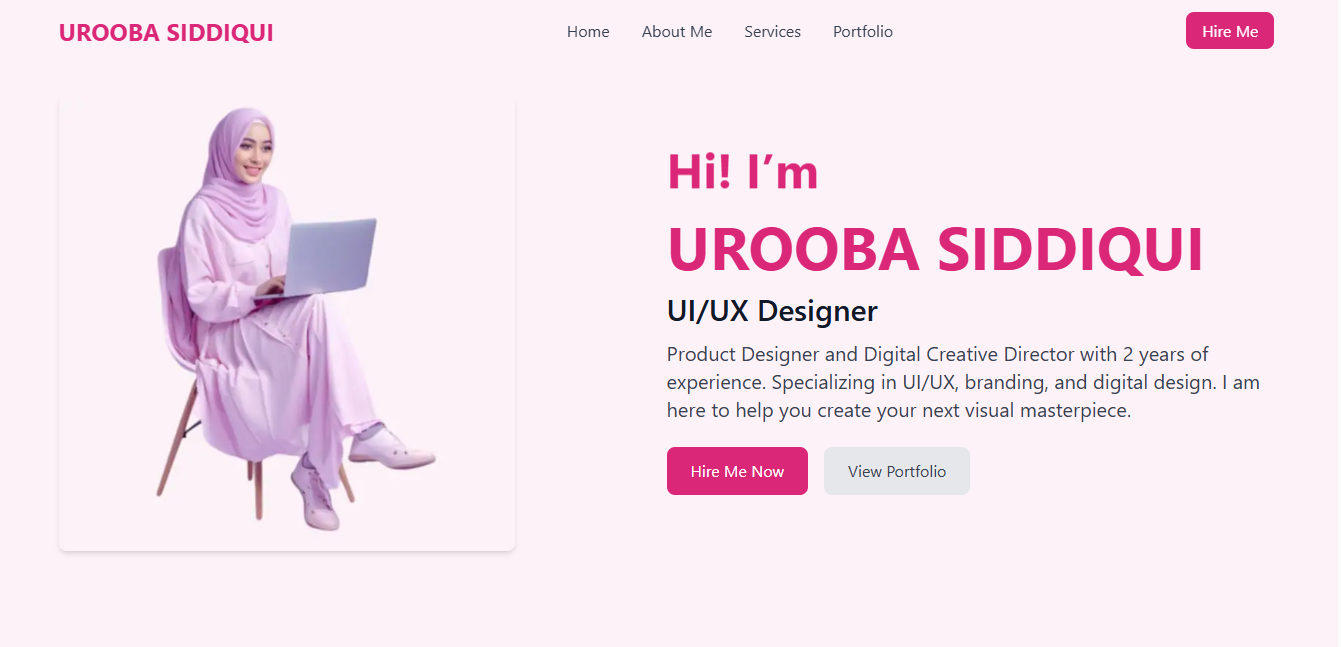 UROOBA SIDDIQUI
Home
About Me
Services
Portfolio
Hire Me
Hi! I’m
UROOBA SIDDIQUI
UI/UX Designer
Product Designer and Digital Creative Director with 2 years of
experience. Specializing in UI/UX, branding, and digital design. I am
here to help you create your next visual masterpiece.
Hire Me Now
View Portfolio